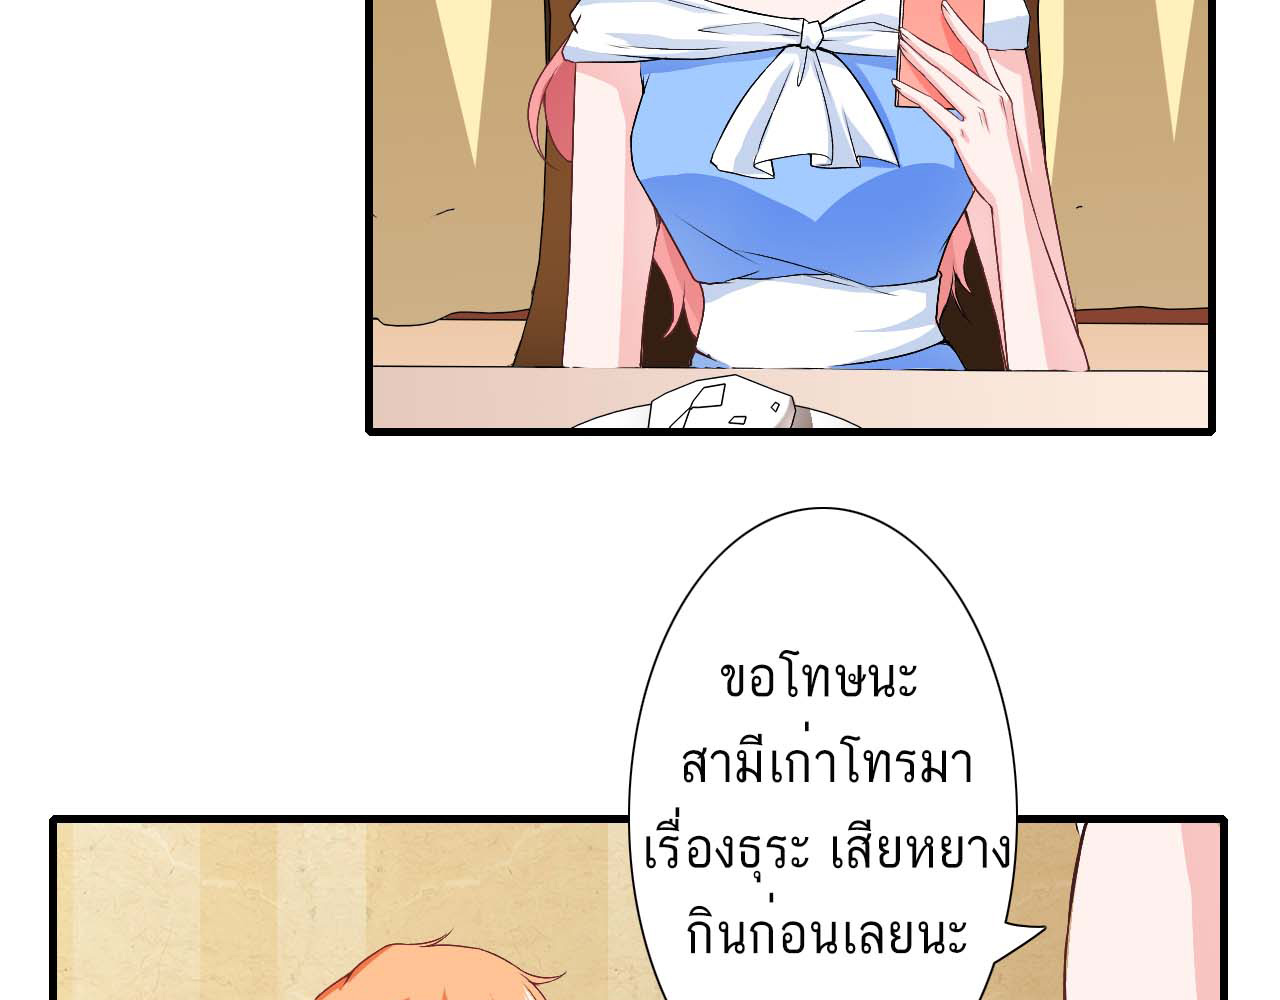 ขอโทษนะ
สามีเก่าโทรมา
เรื่องธุระ เสียหยาง
กินก่อนเลยนะ